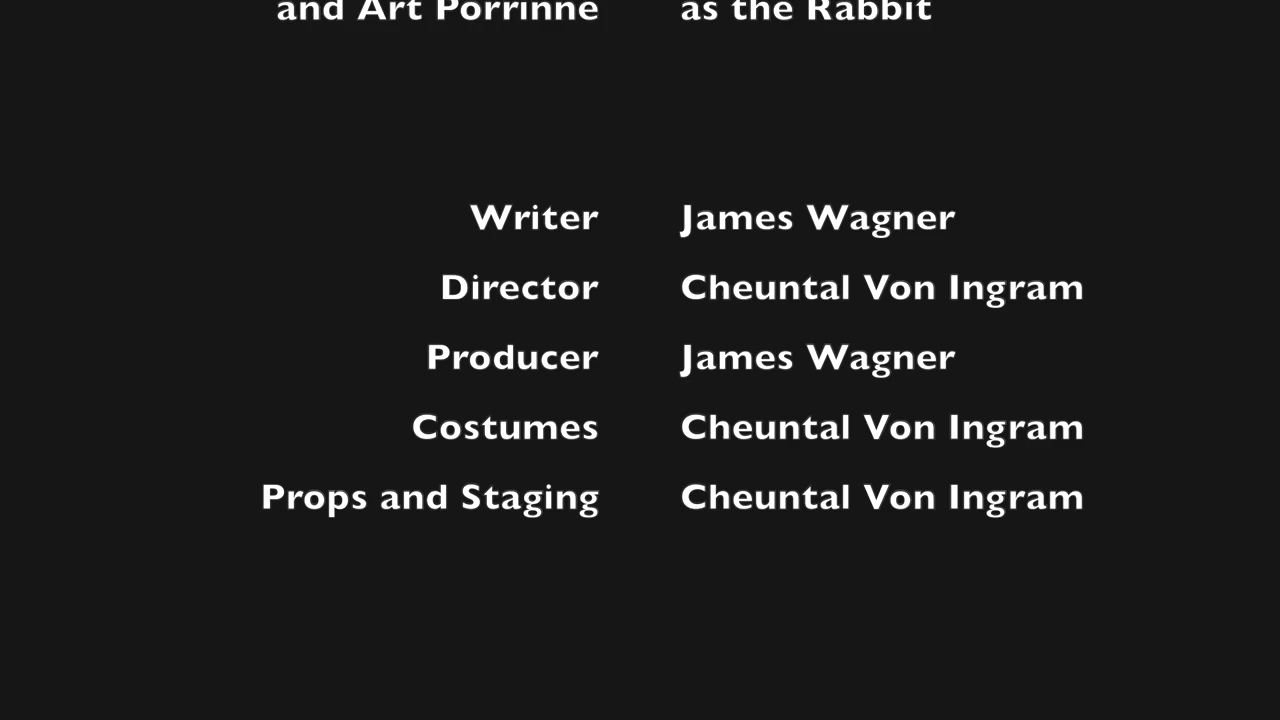 and Art Porrinne as the Rabbit
Writer James Wagner
Director Cheuntal Von Ingram
Producer James Wagner
Costumes Cheuntal Von Ingram
Props and Staging Cheuntal Von Ingram